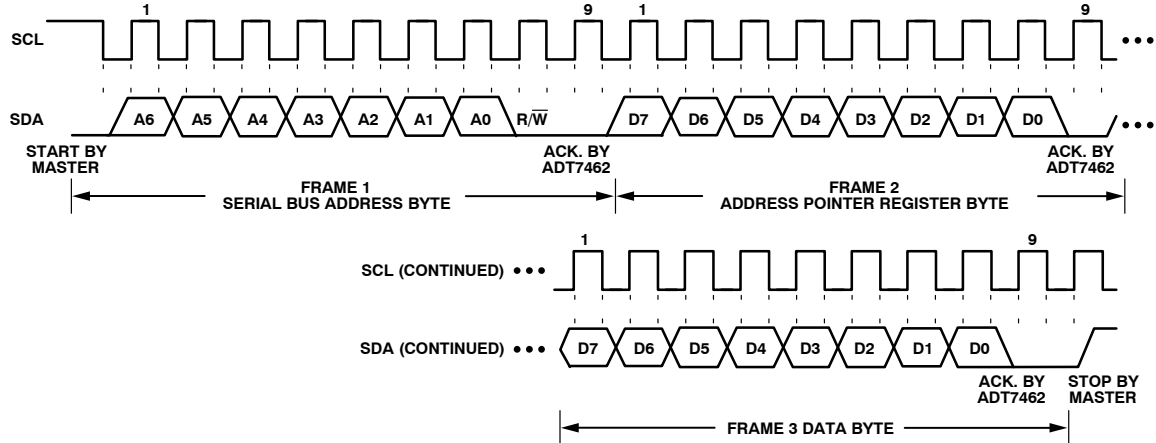 1 9 1 9
SCL •••
SDA A6 A5 A4 A3 A2 A1 A0 R/W̅ D7 D6 D5 D4 D3 D2 D1 D0 •••
START BY MASTER
ACK. BY ADT7462
ACK. BY ADT7462
FRAME 1
SERIAL BUS ADDRESS BYTE
FRAME 2
ADDRESS POINTER REGISTER BYTE
1 9
SCL (CONTINUED) •••
SDA (CONTINUED) ••• D7 D6 D5 D4 D3 D2 D1 D0
ACK. BY ADT7462
STOP BY MASTER
FRAME 3 DATA BYTE